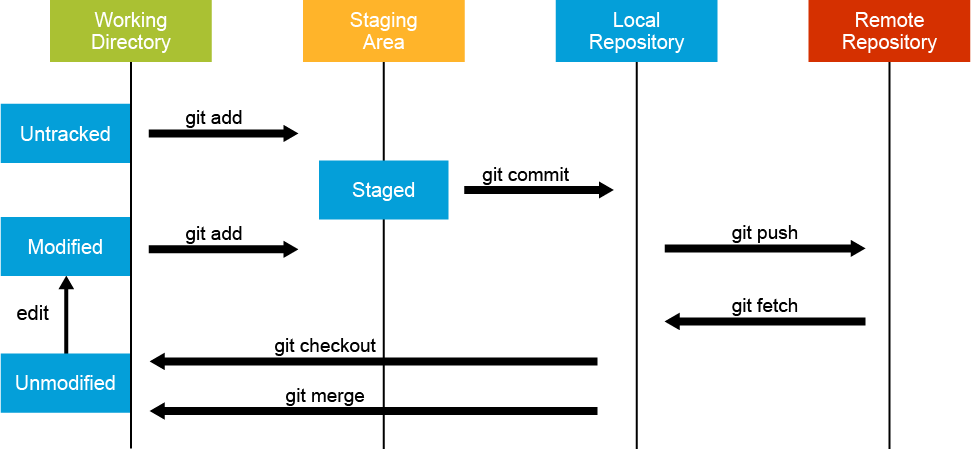 Working
Directory
Staging
Area
Local
Repository
Remote
Repository
Untracked
git add
Staged
git commit
Modified
git add
git push
edit
git fetch
git checkout
Unmodified
git merge